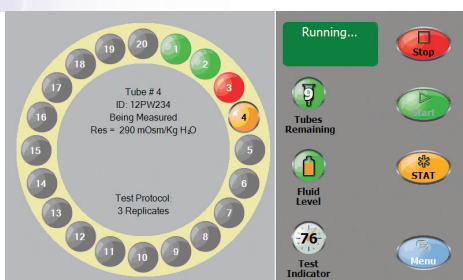 20
1
2
3
4
5
6
7
8
9
10
11
12
13
14
15
16
17
18
19
Tube # 4
ID: 12PW234
Being Measured
Res = 290 mOsm/Kg H₂O
Test Protocol:
3 Replicates
Running...
Stop
9
Tubes
Remaining
Start
Fluid
Level
STAT
-76-
Test
Indicator
Menu